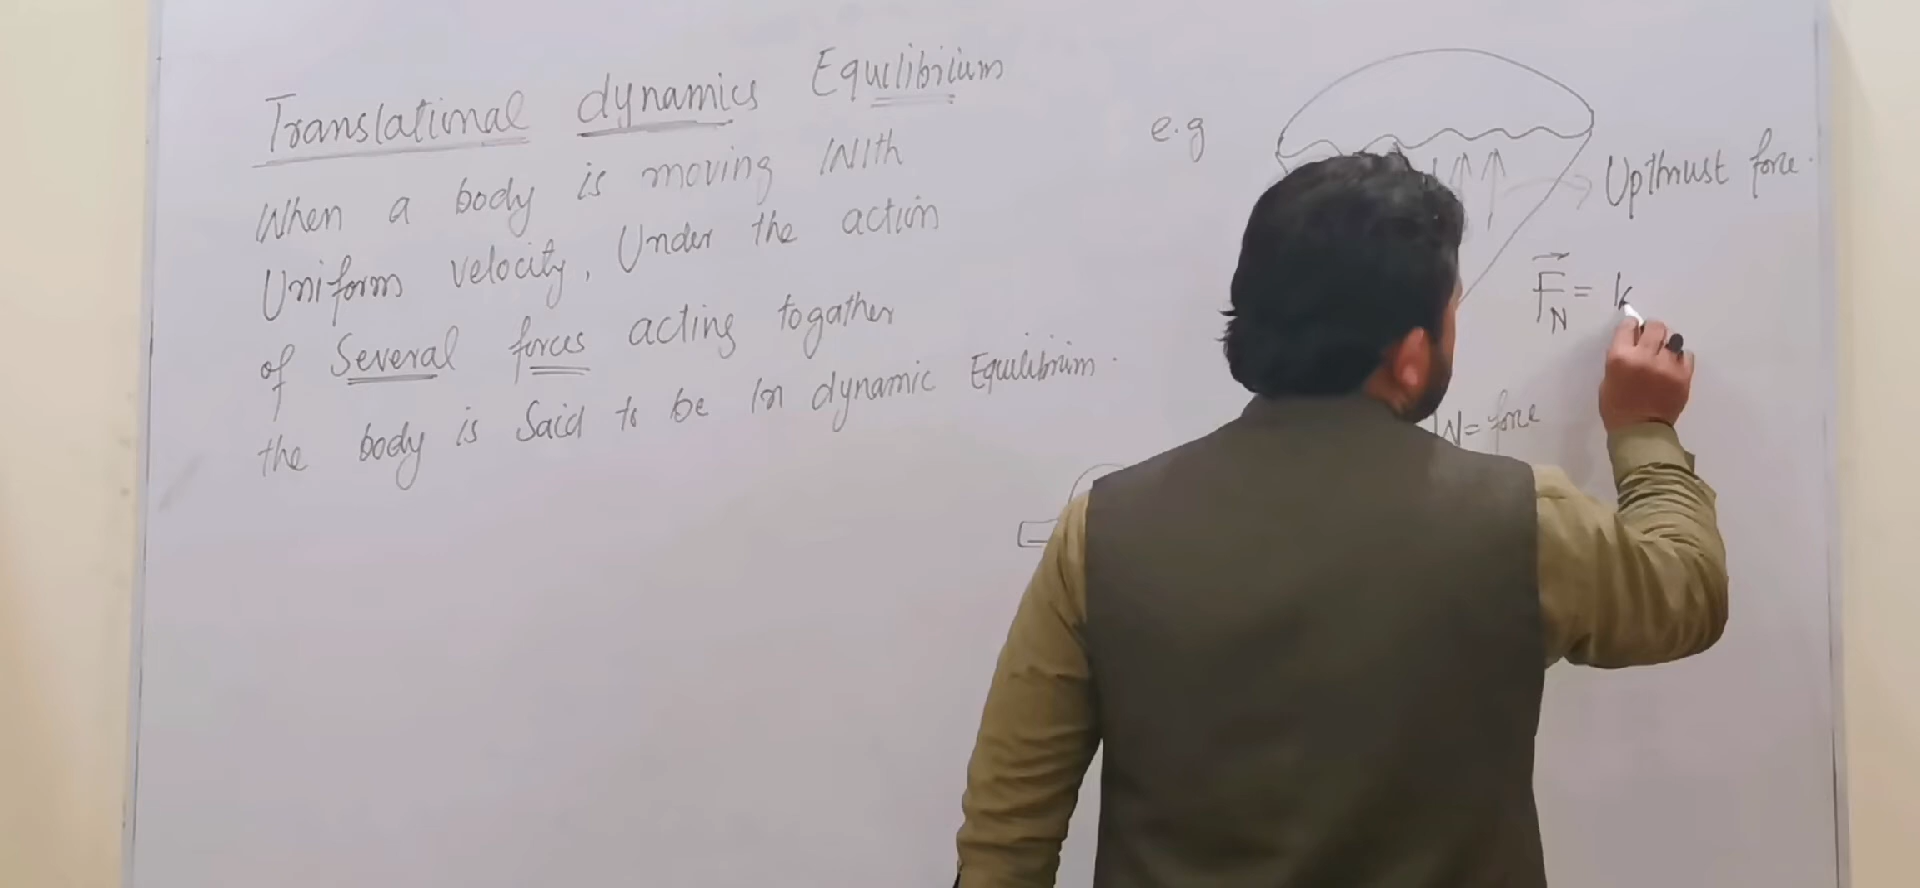 Translational dynamics Equilibrium
When a body is moving With
Uniform velocity, Under the action
of Several forces acting togather
the body is Said to be In dynamic Equilibrium.
e.g
Upthrust force.
F_N =
W = force